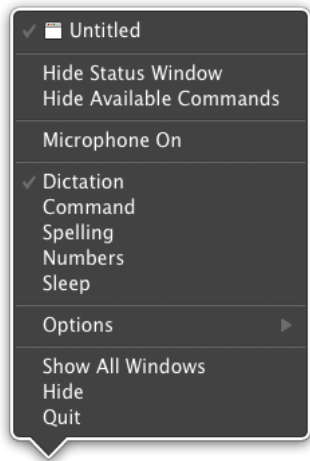 Untitled
Hide Status Window
Hide Available Commands
Microphone On
Dictation
Command
Spelling
Numbers
Sleep
Options
Show All Windows
Hide
Quit